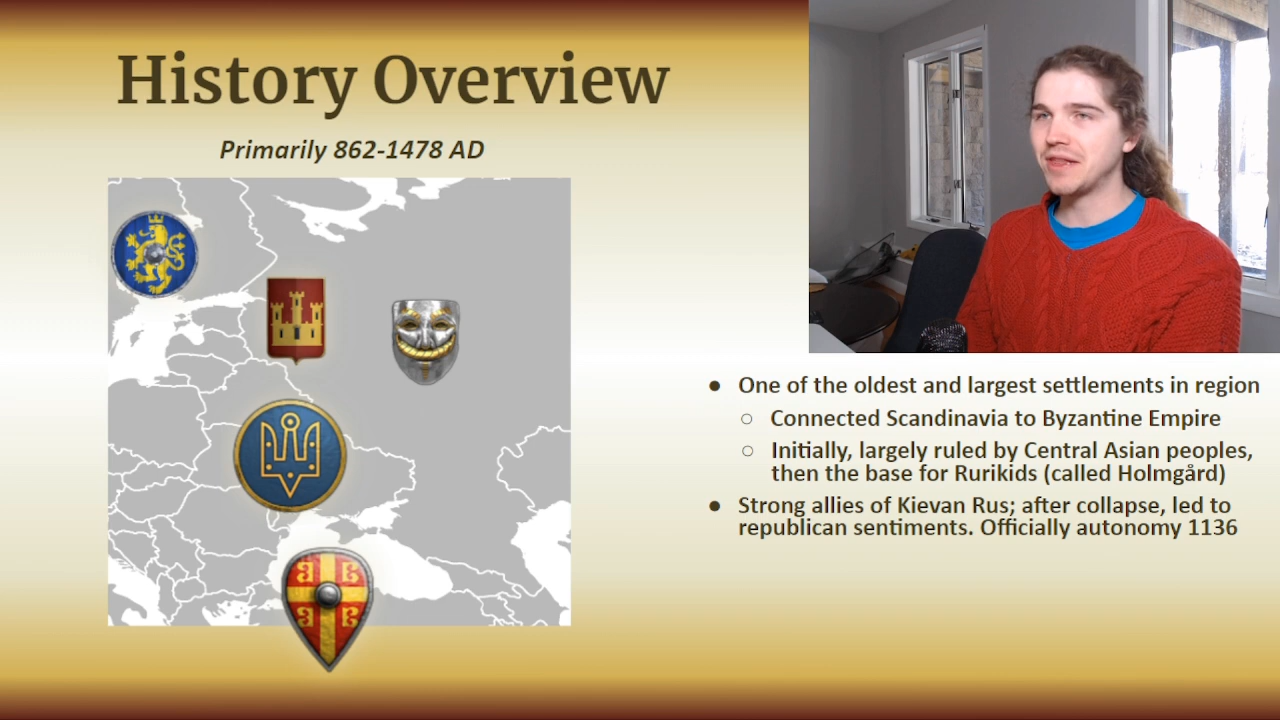 History Overview
Primarily 862-1478 AD
● One of the oldest and largest settlements in region
○ Connected Scandinavia to Byzantine Empire
○ Initially, largely ruled by Central Asian peoples,
then the base for Rurikids (called Holmgård)
● Strong allies of Kievan Rus; after collapse, led to
republican sentiments. Officially autonomy 1136